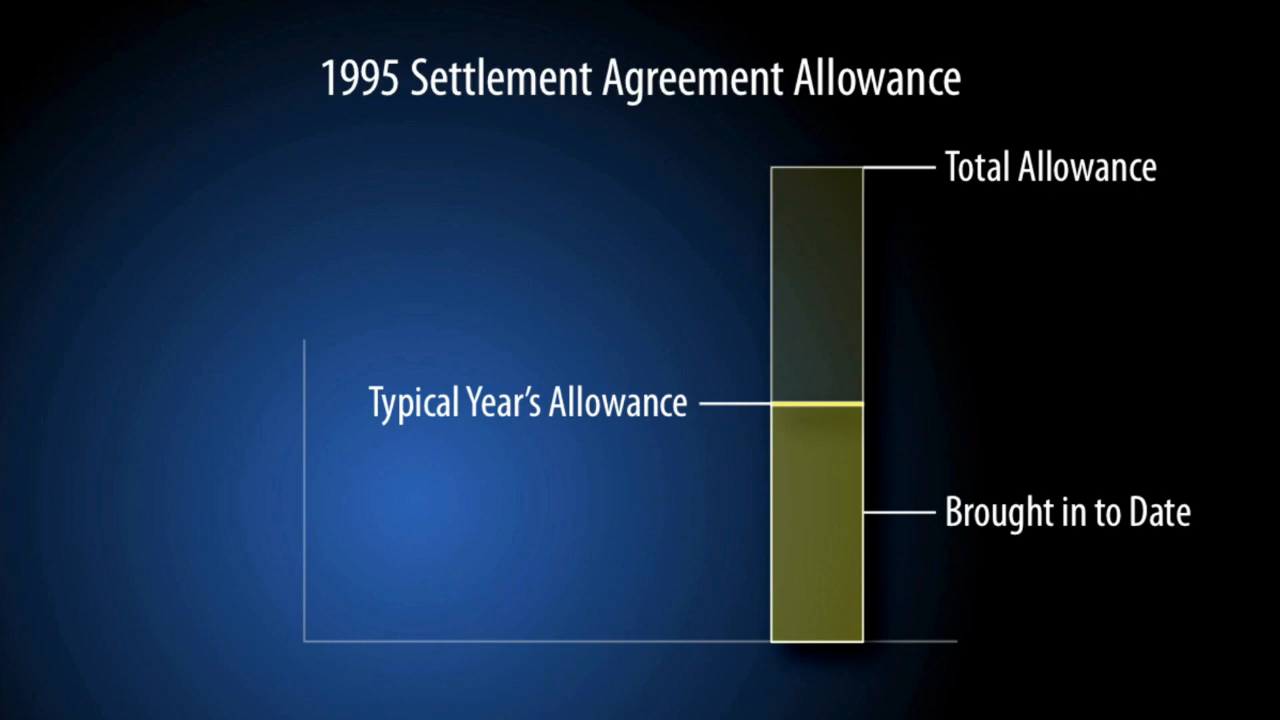 1995 Settlement Agreement Allowance
Total Allowance
Typical Year's Allowance
Brought in to Date